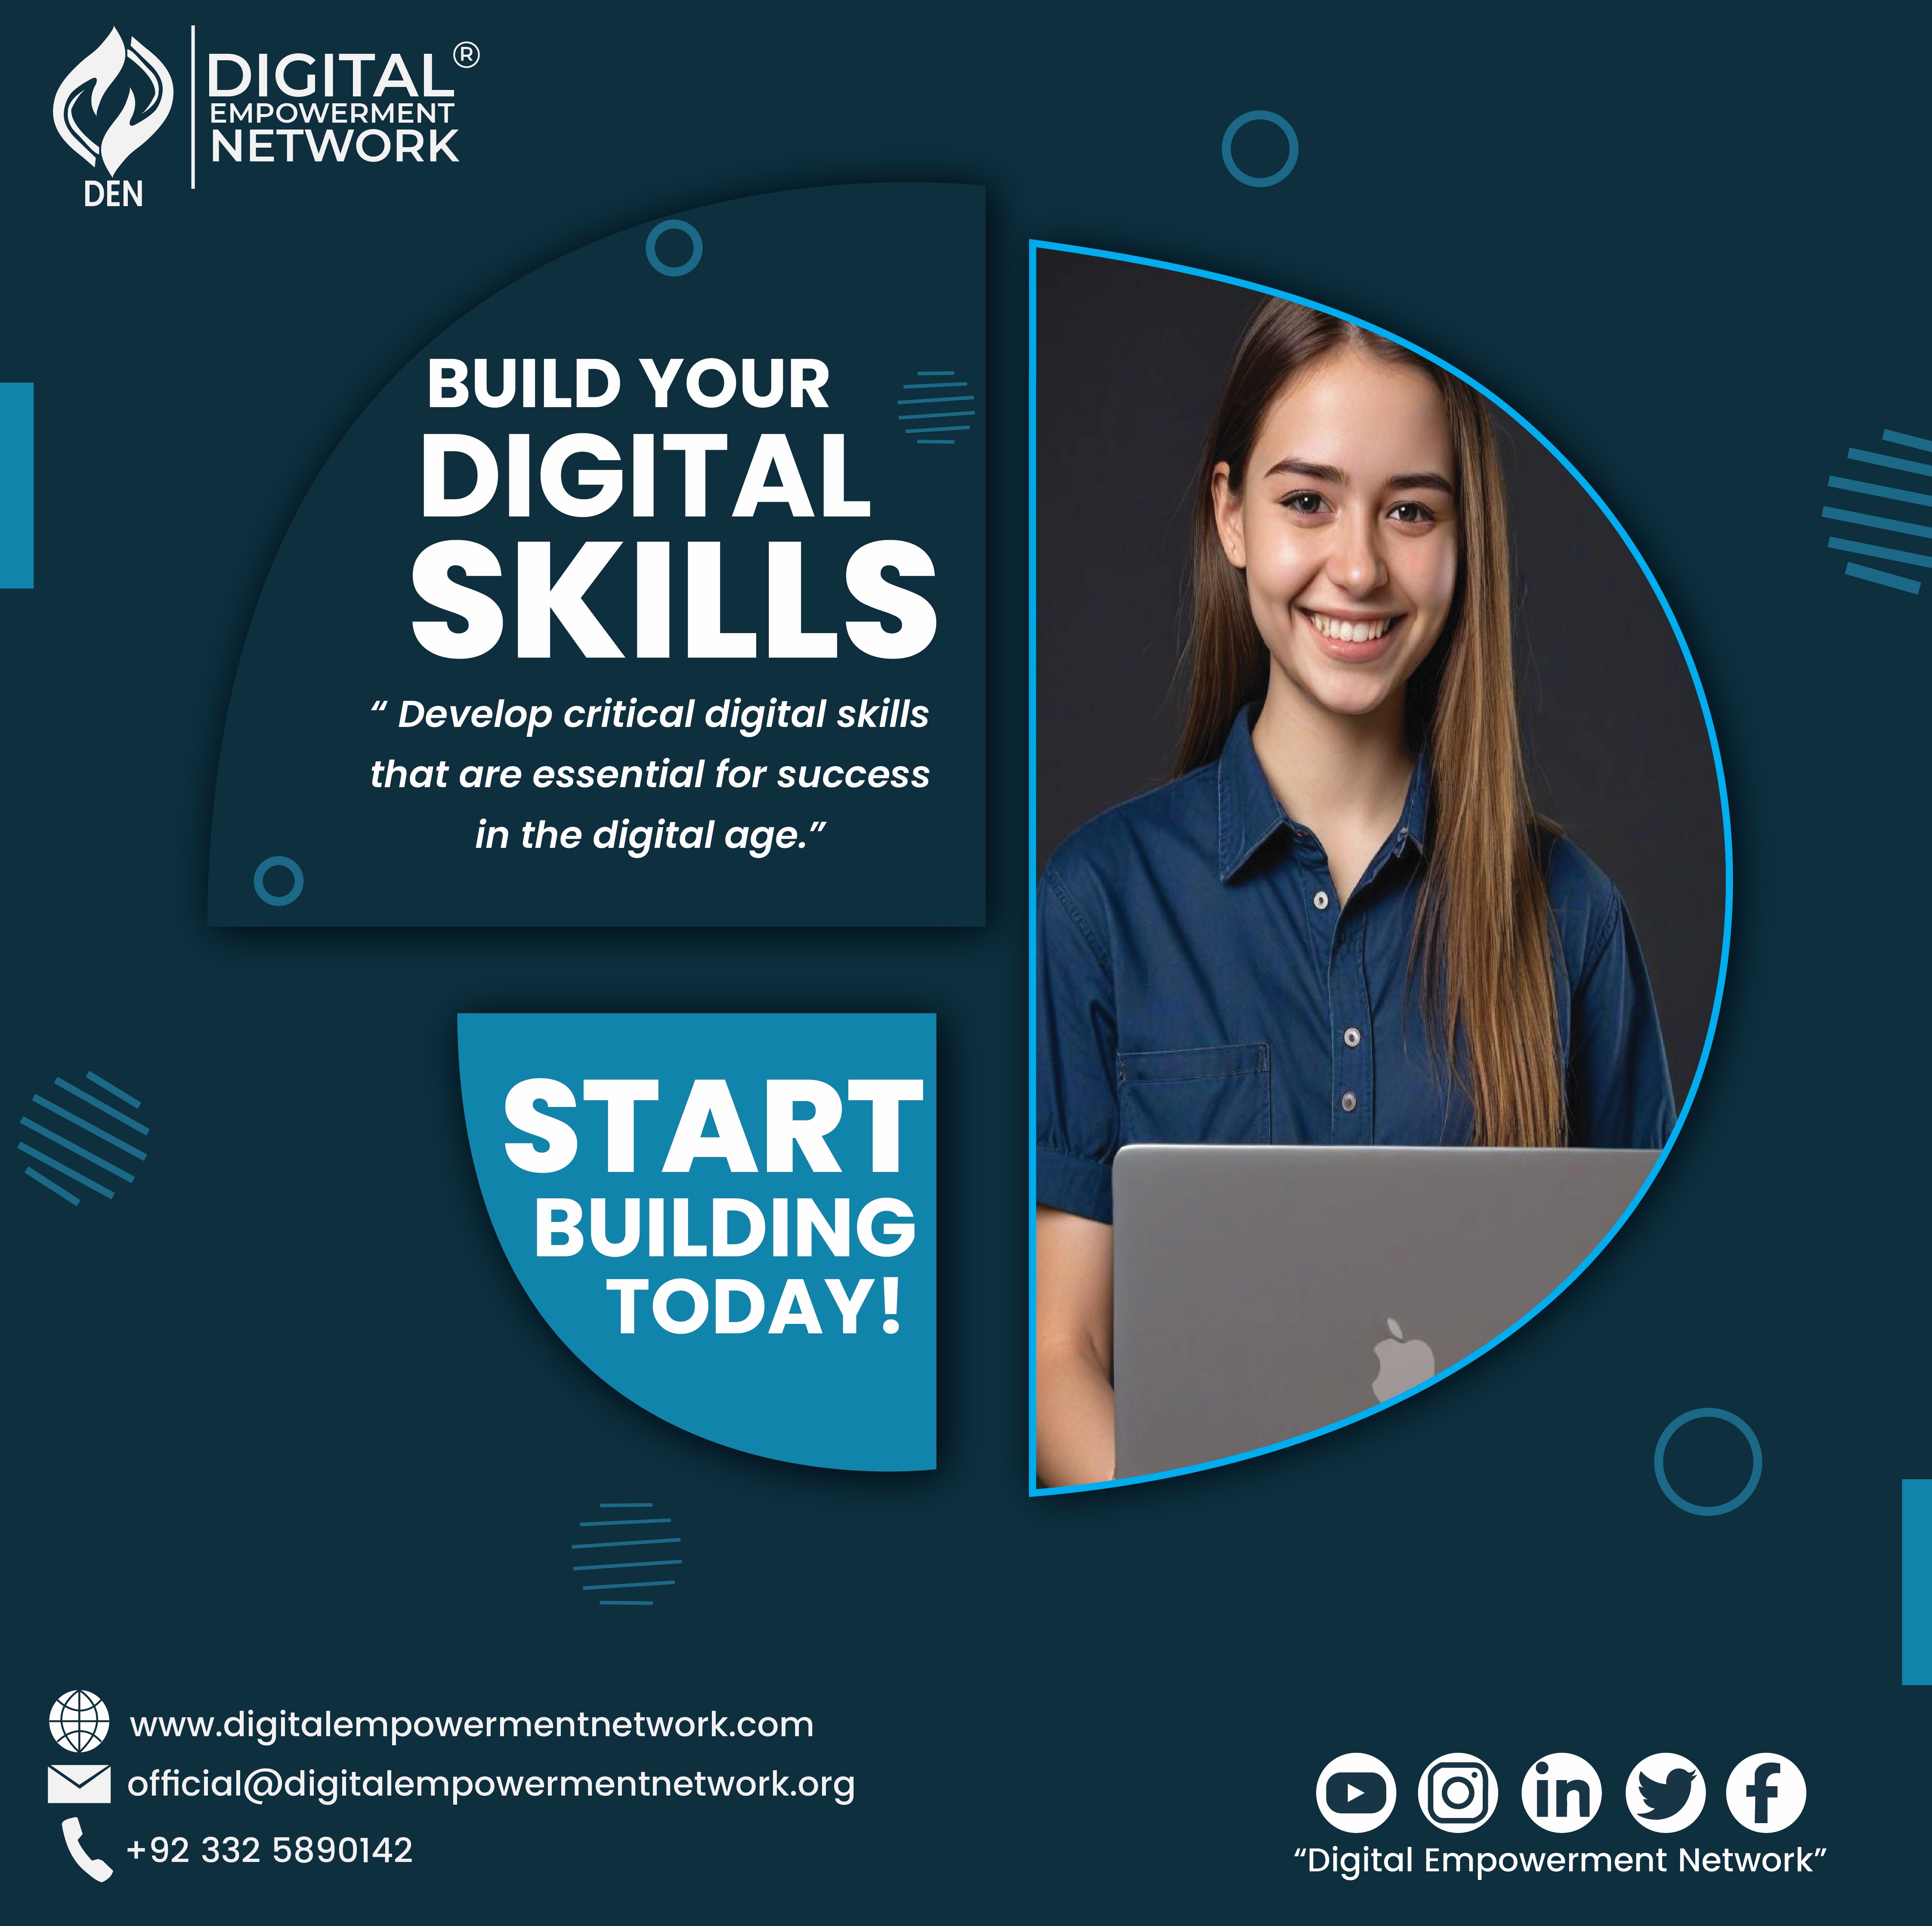 DIGITAL®
EMPOWERMENT
NETWORK
DEN
BUILD YOUR
DIGITAL
SKILLS
“ Develop critical digital skills
that are essential for success
in the digital age.”
START
BUILDING
TODAY!
www.digitalempowermentnetwork.com
official@digitalempowermentnetwork.org
+92 332 5890142
in
f
“Digital Empowerment Network”